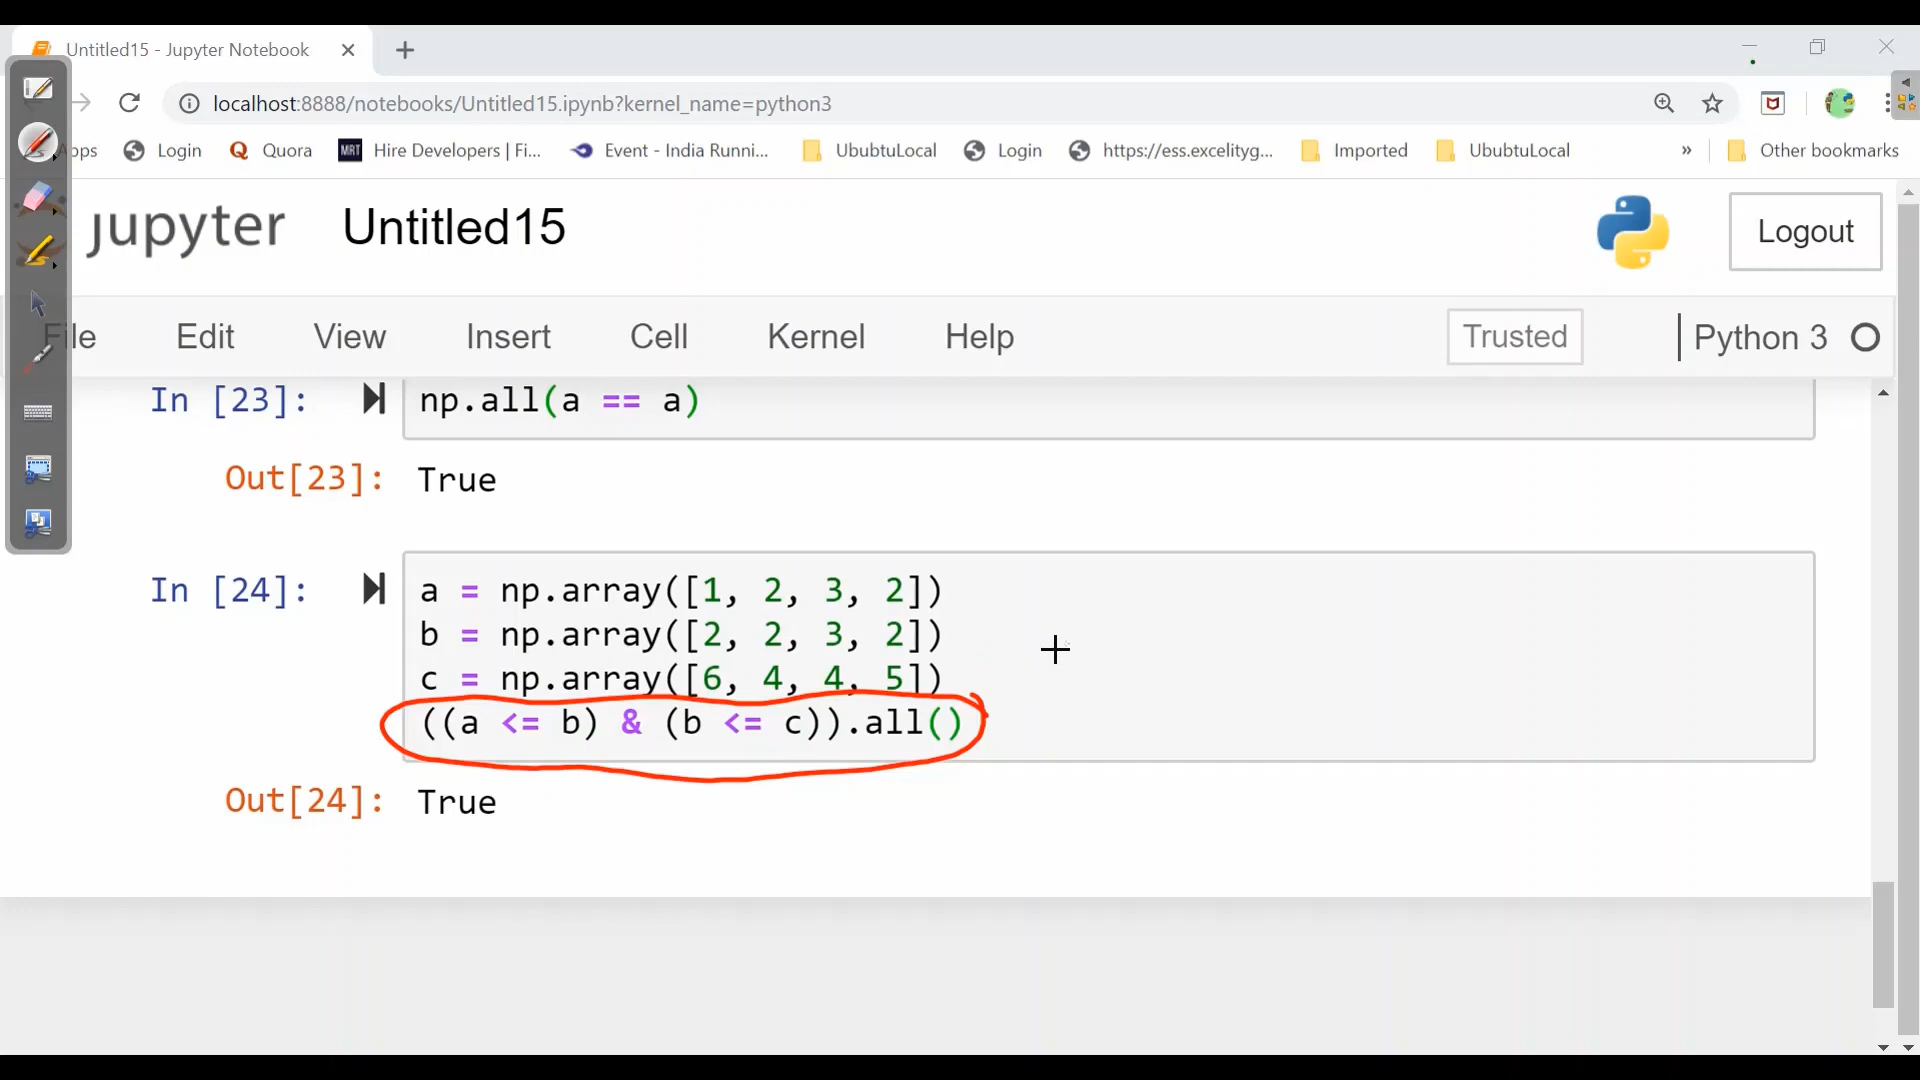 Untitled15 - Jupyter Notebook
localhost:8888/notebooks/Untitled15.ipynb?kernel_name=python3
Apps Login Quora MRT Hire Developers | Fi... Event - India Runni... UbubtuLocal Login https://ess.excelityg... Imported UbubtuLocal » Other bookmarks
jupyter Untitled15 Logout
File Edit View Insert Cell Kernel Help Trusted Python 3
In [23]: np.all(a == a)
Out[23]: True
In [24]: a = np.array([1, 2, 3, 2])
b = np.array([2, 2, 3, 2])
c = np.array([6, 4, 4, 5])
((a <= b) & (b <= c)).all()
Out[24]: True